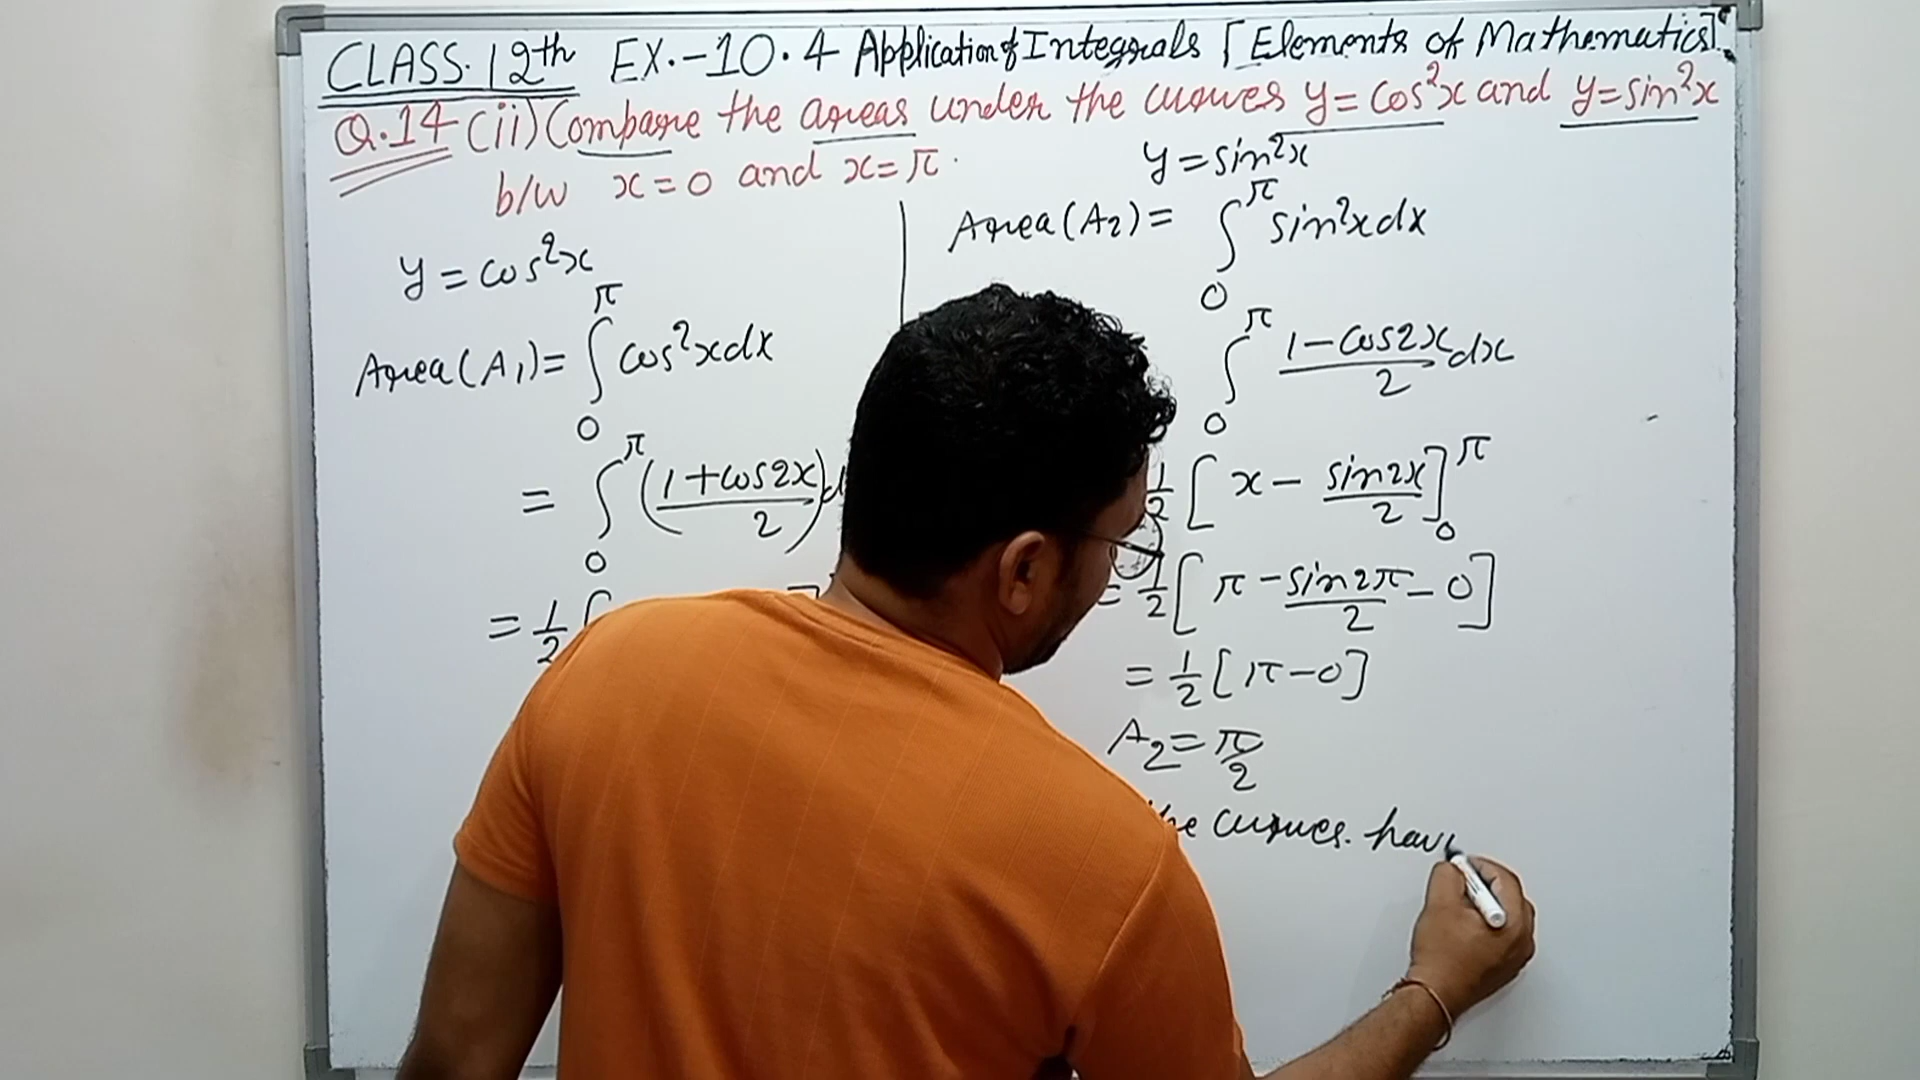 CLASS. 12th EX.-10.4 Application of Integrals [Elements of Mathematics]
Q.14 (ii) Compare the areas under the curves y = cos²x and y = sin²x
b/w x = 0 and x = π.
y = cos²x
Area (A₁) = ∫₀^π cos²x dx
= ∫₀^π (1 + cos2x)/2) d
= 1/2 [
y = sin²x
Area (A₂) = ∫₀^π sin²x dx
∫₀^π (1 - cos2x)/2 dx
1/2 [x - sin2x/2]₀^π
= 1/2 [π - sin2π/2 - 0]
= 1/2 [π - 0]
A₂ = π/2
curves. hav